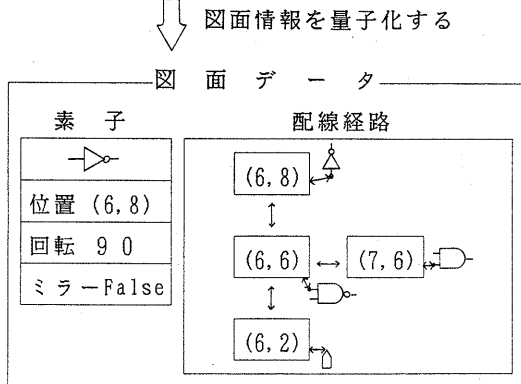 図面情報を量子化する
図面データ
素子
位置 (6,8)
回転 90
ミラーFalse
配線経路
(6,8)
(6,6)
(7,6)
(6,2)